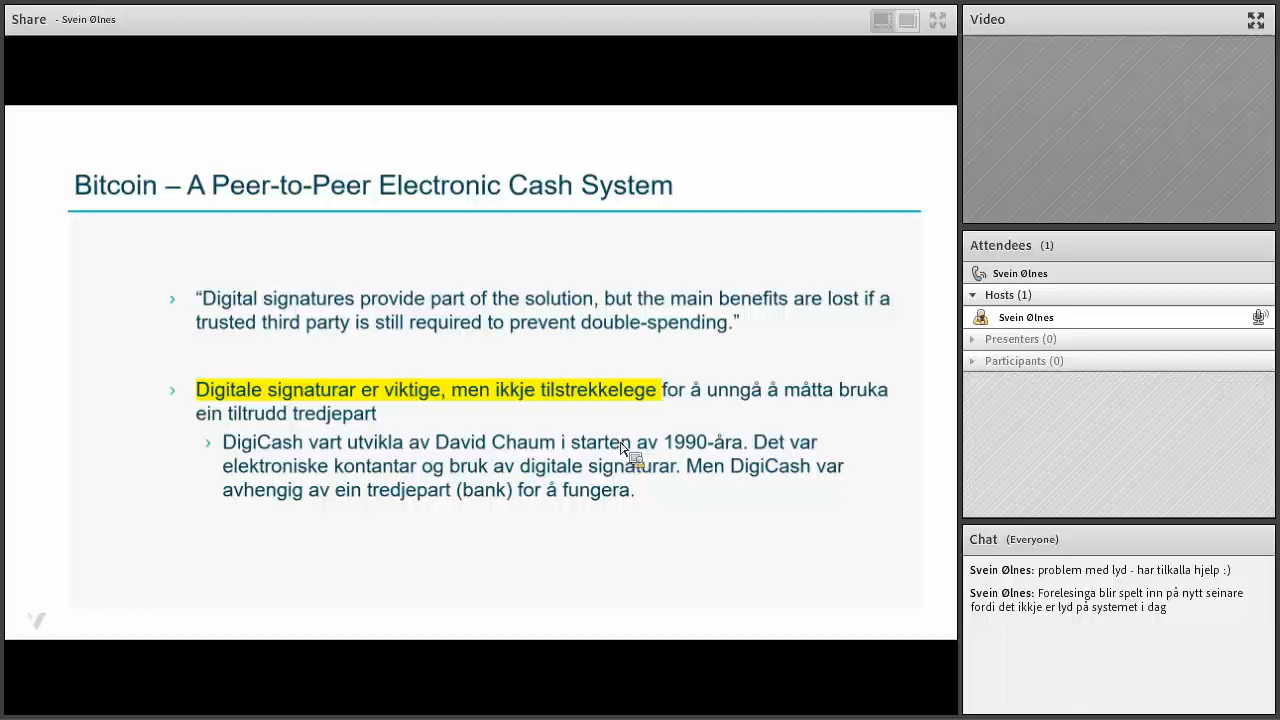 Share - Svein Ølnes
Bitcoin – A Peer-to-Peer Electronic Cash System
› “Digital signatures provide part of the solution, but the main benefits are lost if a
trusted third party is still required to prevent double-spending.”
› Digitale signaturar er viktige, men ikkje tilstrekkelege for å unngå å måtta bruka
ein tiltrudd tredjepart
› DigiCash vart utvikla av David Chaum i starten av 1990-åra. Det var
elektroniske kontantar og bruk av digitale signaturar. Men DigiCash var
avhengig av ein tredjepart (bank) for å fungera.
Video
Attendees (1)
Svein Ølnes
Hosts (1)
Svein Ølnes
Presenters (0)
Participants (0)
Chat (Everyone)
Svein Ølnes: problem med lyd - har tilkalla hjelp :)
Svein Ølnes: Forelesinga blir spelt inn på nytt seinare
fordi det ikkje er lyd på systemet i dag